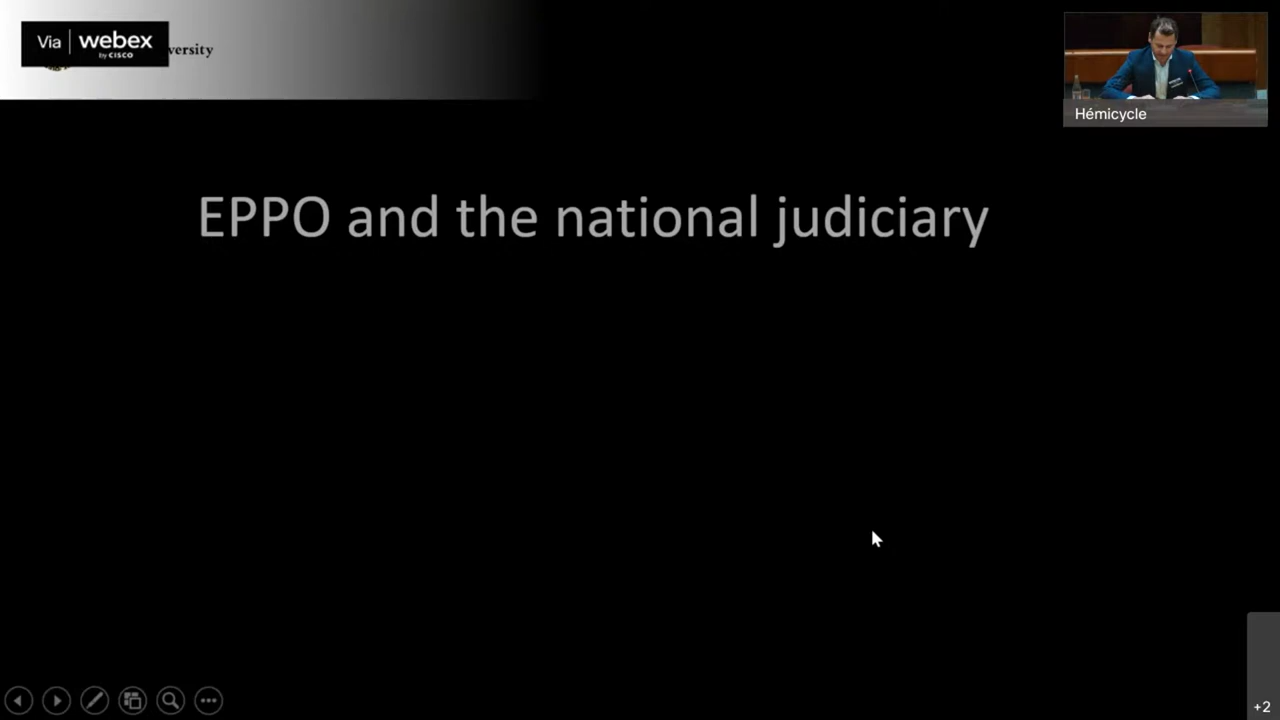 Via webex
by CISCO
versity
Hémicycle
EPPO and the national judiciary
+2